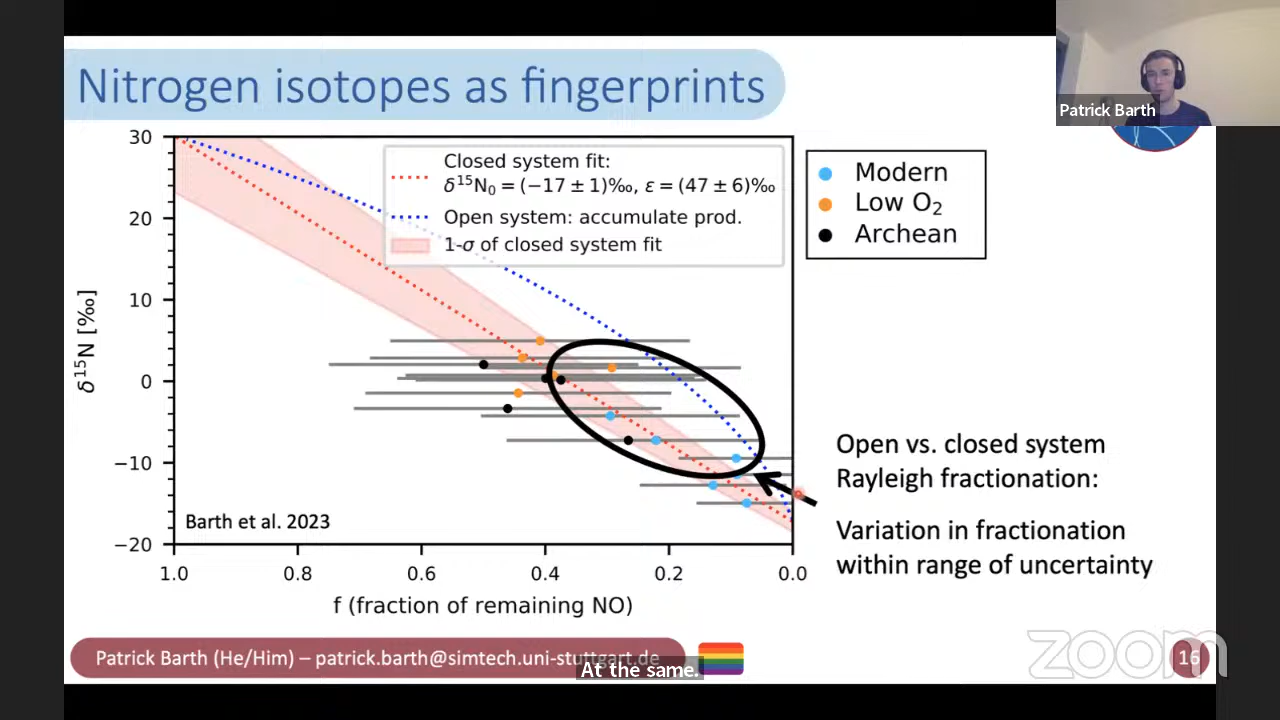 Nitrogen isotopes as fingerprints
Patrick Barth
30
20
10
0
−10
−20
δ¹⁵N [‰]
Closed system fit:
δ¹⁵N₀ = (−17 ± 1)‰, ε = (47 ± 6)‰
Open system: accumulate prod.
1-σ of closed system fit
Modern
Low O₂
Archean
Barth et al. 2023
1.0 0.8 0.6 0.4 0.2 0.0
f (fraction of remaining NO)
Open vs. closed system
Rayleigh fractionation:
Variation in fractionation
within range of uncertainty
Patrick Barth (He/Him) – patrick.barth@simtech.uni-stuttgart.de
At the same.
zoom
16